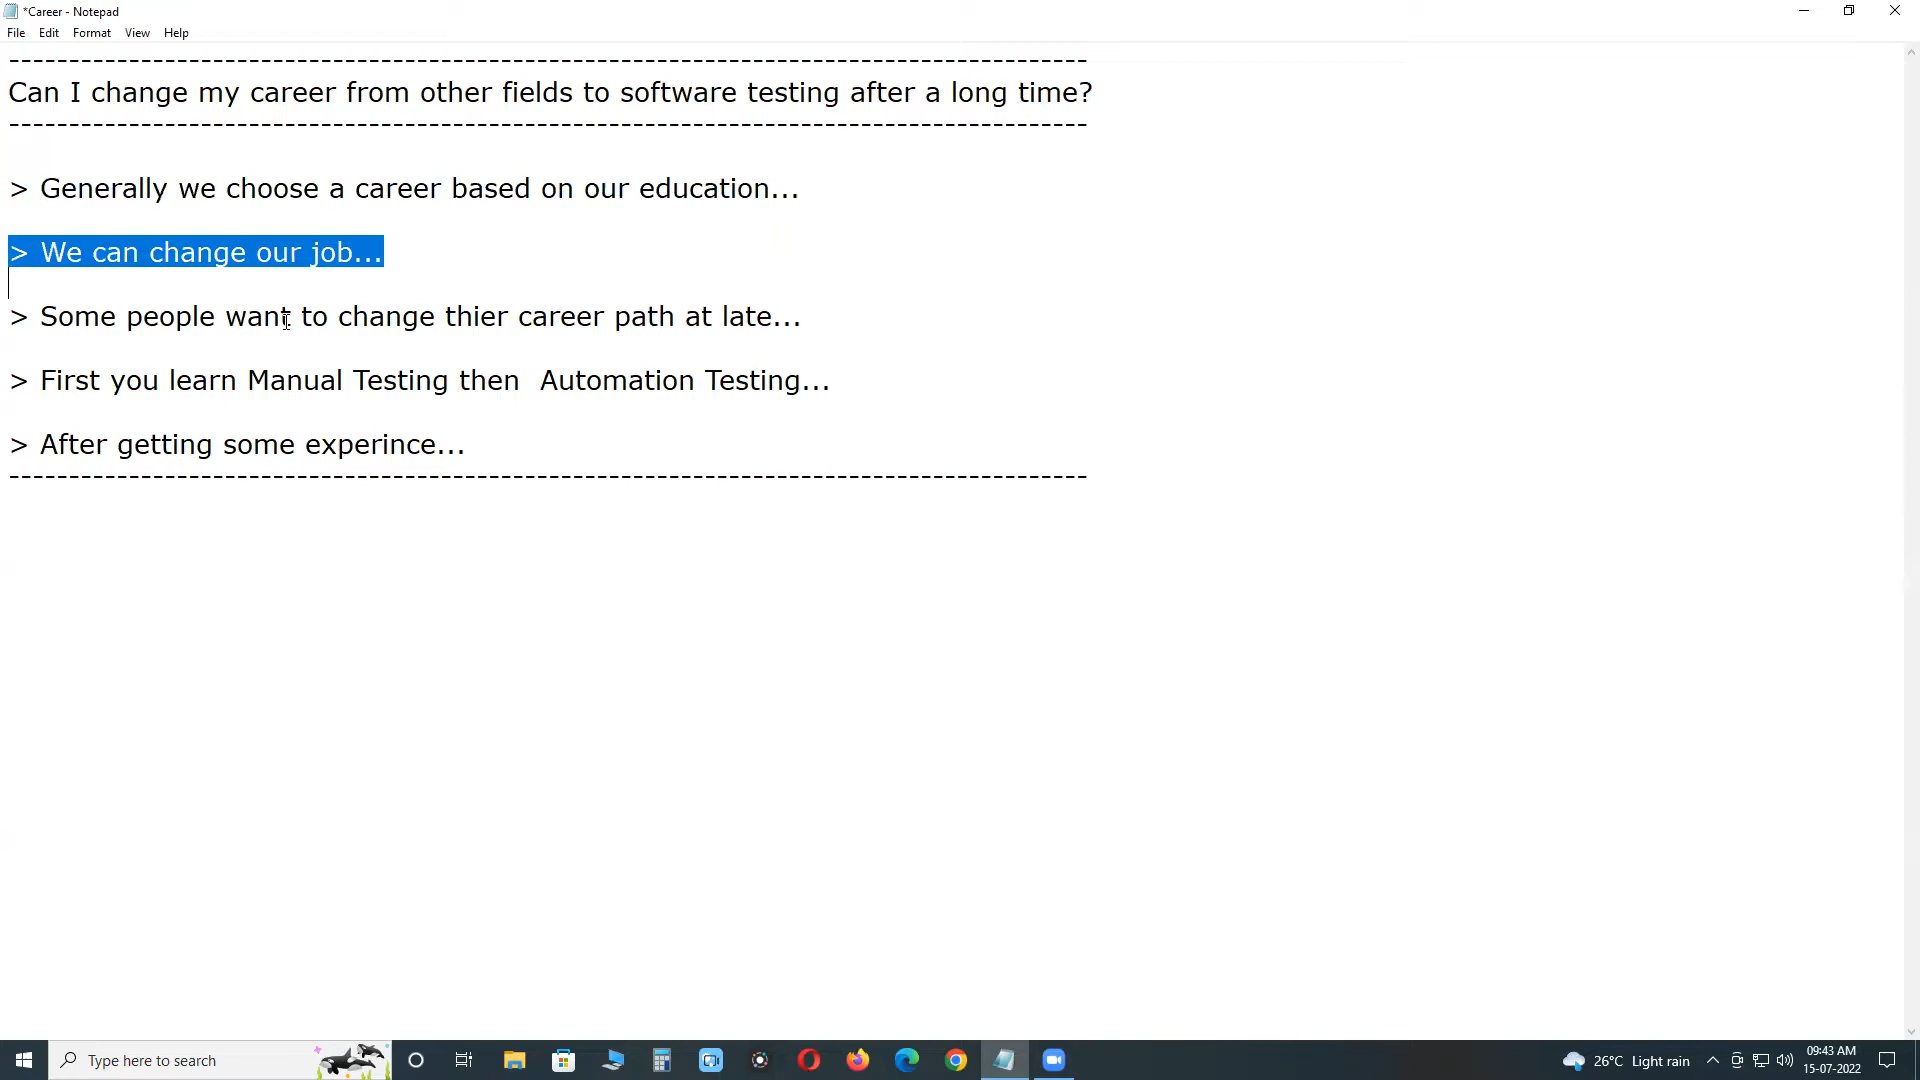 *Career - Notepad
File Edit Format View Help
------------------------------------------------------------------------------------------
Can I change my career from other fields to software testing after a long time?
------------------------------------------------------------------------------------------
> Generally we choose a career based on our education...
> We can change our job...
> Some people want to change thier career path at late...
> First you learn Manual Testing then  Automation Testing...
> After getting some experince...
------------------------------------------------------------------------------------------
Type here to search
26°C Light rain
09:43 AM
15-07-2022